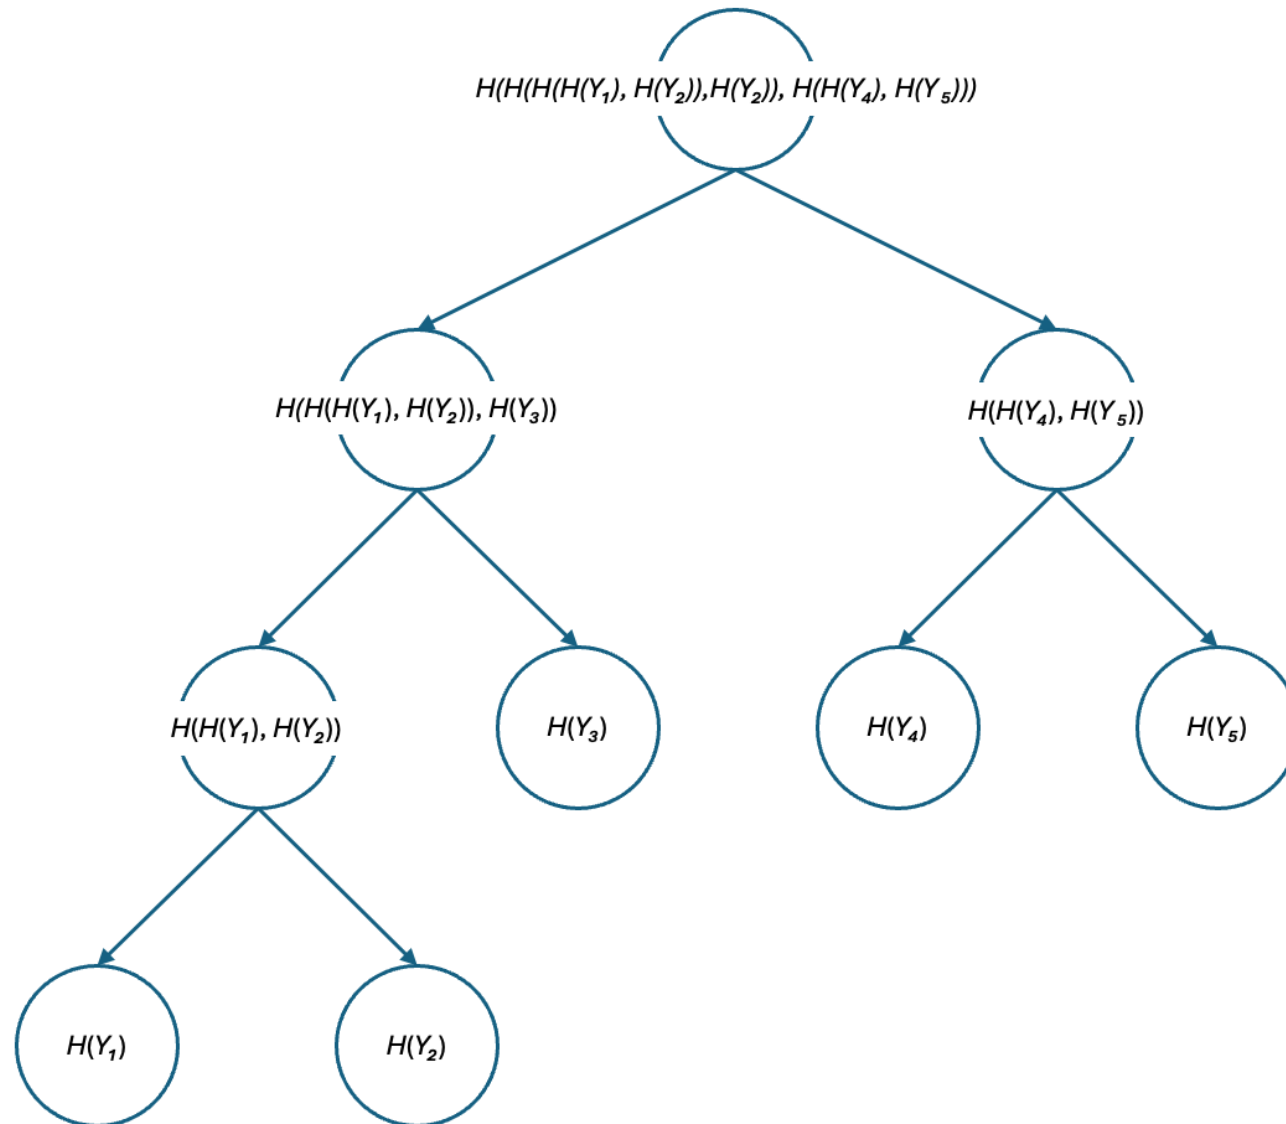 H(H(H(H(Y₁), H(Y₂)),H(Y₂)), H(H(Y₄), H(Y₅)))
H(H(H(Y₁), H(Y₂)), H(Y₃))
H(H(Y₄), H(Y₅))
H(H(Y₁), H(Y₂))
H(Y₃)
H(Y₄)
H(Y₅)
H(Y₁)
H(Y₂)